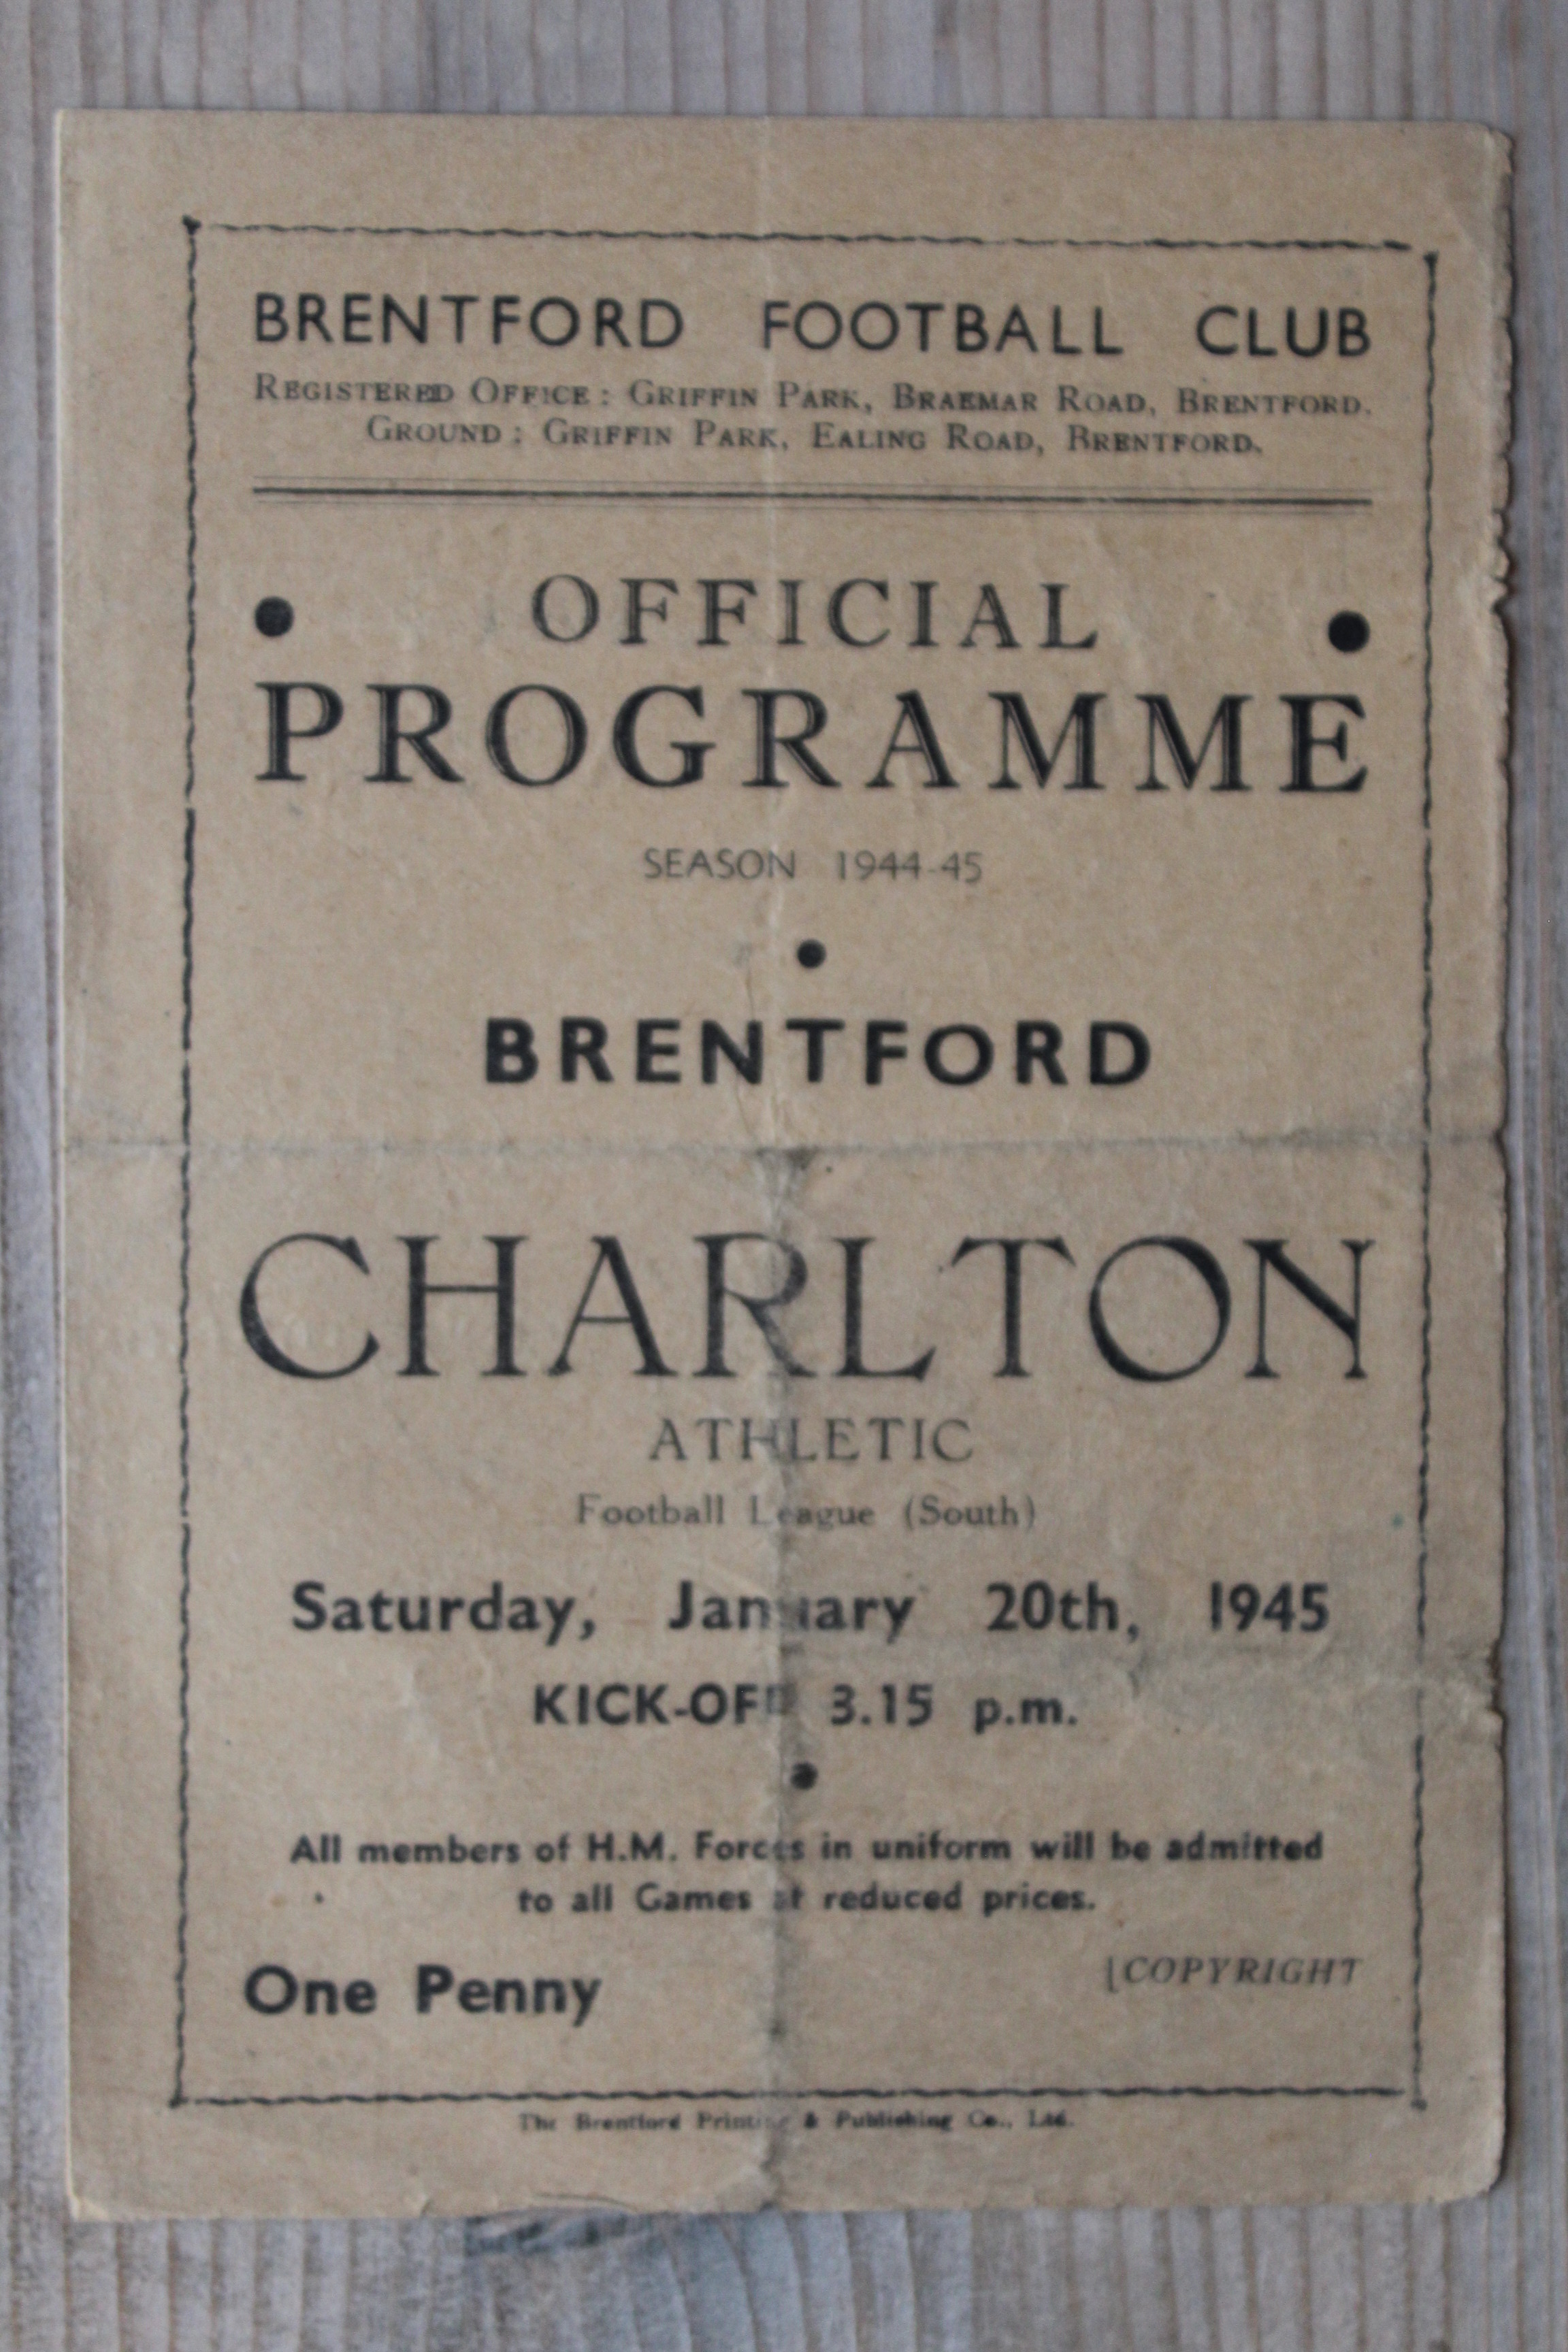 BRENTFORD FOOTBALL CLUB
REGISTERED OFFICE : GRIFFIN PARK, BRAEMAR ROAD, BRENTFORD.
GROUND : GRIFFIN PARK, EALING ROAD, BRENTFORD.
OFFICIAL
PROGRAMME
SEASON 1944-45
BRENTFORD
CHARLTON
ATHLETIC
Football League (South)
Saturday, January 20th, 1945
KICK-OFF 3.15 p.m.
All members of H.M. Forces in uniform will be admitted
to all Games at reduced prices.
One Penny
[COPYRIGHT
The Brentford Printing & Publishing Co., Ltd.